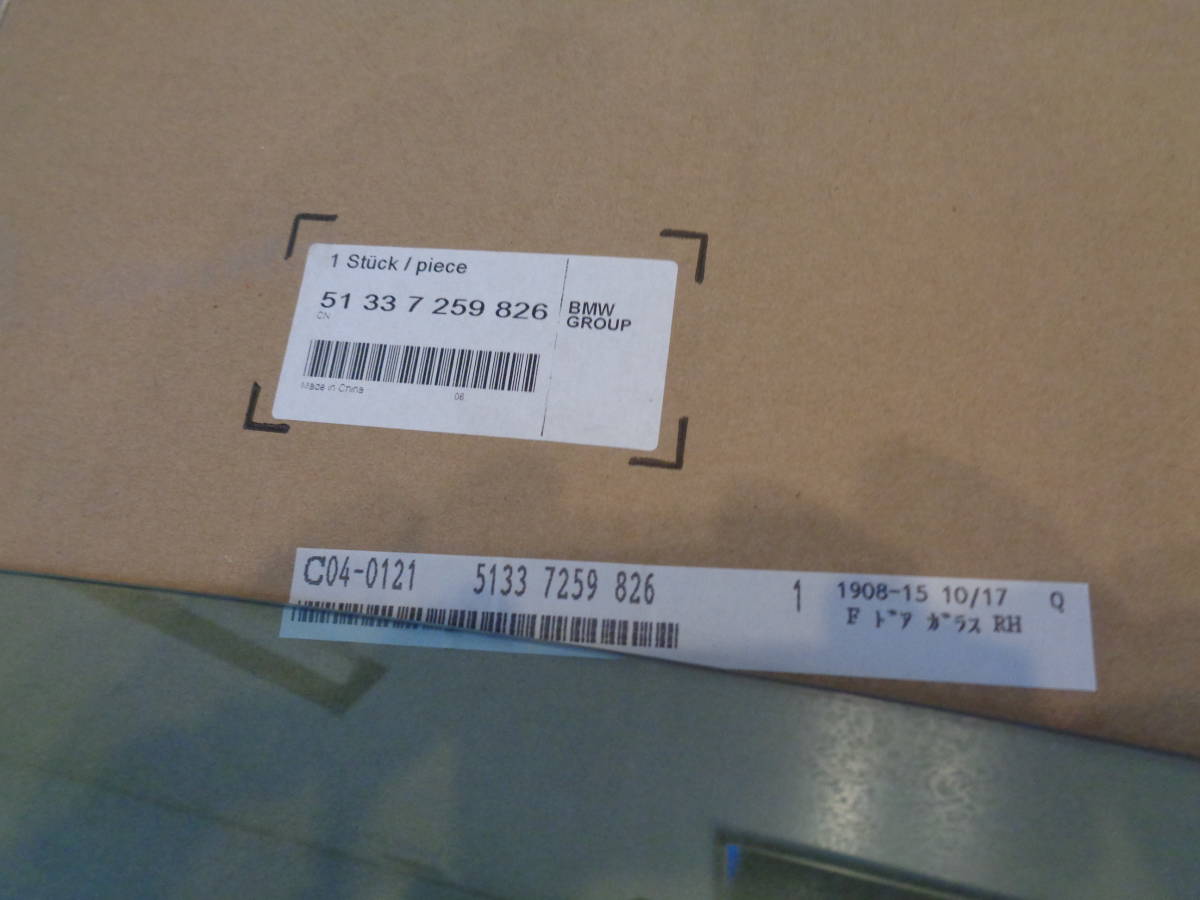 1 Stück / piece
51 33 7 259 826
CN
BMW
GROUP
Made in China
06
C04-0121 5133 7259 826 1 1908-15 10/17 Q
F ﾄﾞｱ ｶﾞﾗｽ RH